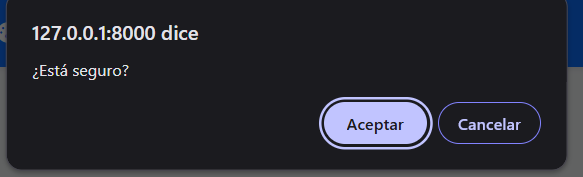 127.0.0.1:8000 dice
¿Está seguro?
Aceptar Cancelar